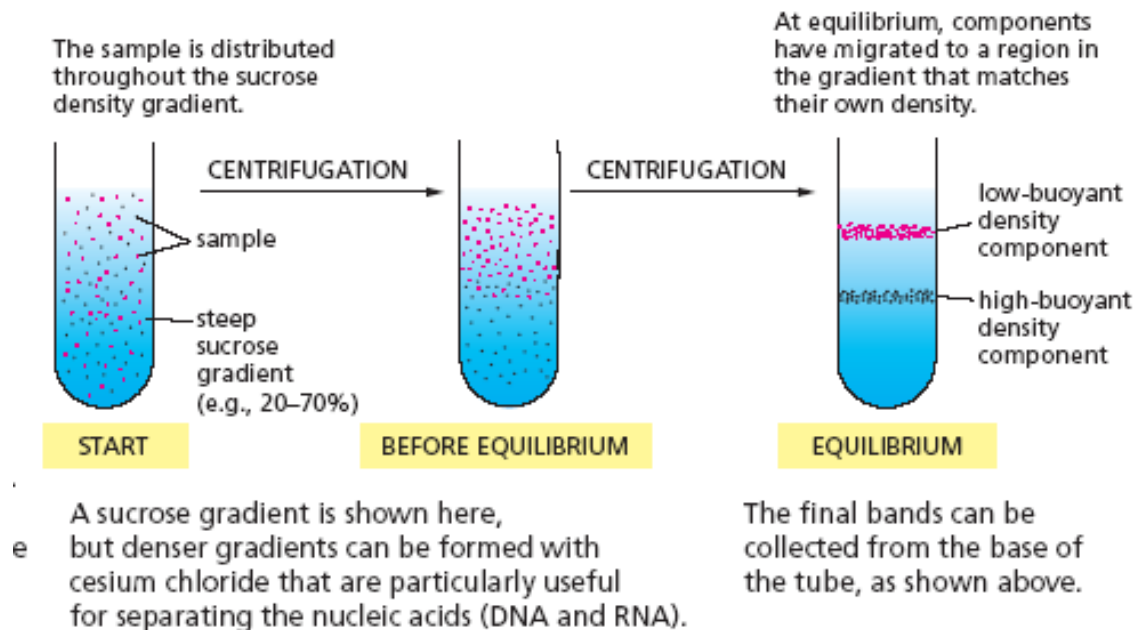 The sample is distributed
throughout the sucrose
density gradient.
At equilibrium, components
have migrated to a region in
the gradient that matches
their own density.
CENTRIFUGATION
CENTRIFUGATION
sample
steep
sucrose
gradient
(e.g., 20–70%)
low-buoyant
density
component
high-buoyant
density
component
START
BEFORE EQUILIBRIUM
EQUILIBRIUM
A sucrose gradient is shown here,
e but denser gradients can be formed with
cesium chloride that are particularly useful
for separating the nucleic acids (DNA and RNA).
The final bands can be
collected from the base of
the tube, as shown above.